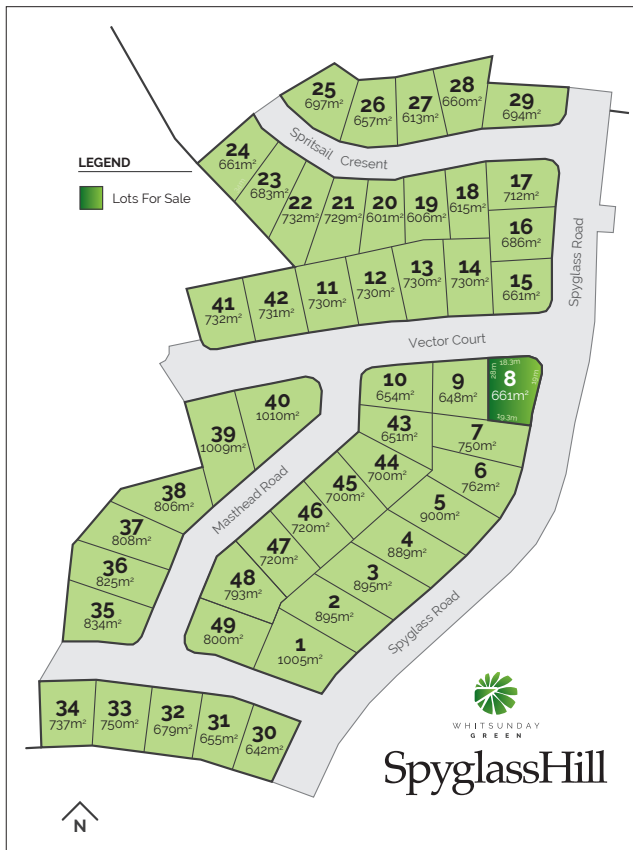 25
697m²
26
657m²
27
613m²
28
660m²
29
694m²
Spritsail Cresent
24
661m²
23
683m²
22
732m²
21
729m²
20
601m²
19
606m²
18
615m²
17
712m²
16
686m²
15
661m²
LEGEND
Lots For Sale
Spyglass Road
41
732m²
42
731m²
11
730m²
12
730m²
13
730m²
14
730m²
Vector Court
10
654m²
9
648m²
18.3m
28m
8
661m²
19.3m
7
750m²
6
762m²
5
900m²
4
889m²
3
895m²
2
895m²
1
1005m²
40
1010m²
39
1009m²
43
651m²
44
700m²
45
700m²
46
720m²
47
720m²
48
793m²
49
800m²
Masthead Road
38
806m²
37
808m²
36
825m²
35
834m²
Spyglass Road
34
737m²
33
750m²
32
679m²
31
655m²
30
642m²
WHITSUNDAY
GREEN
SpyglassHill
N